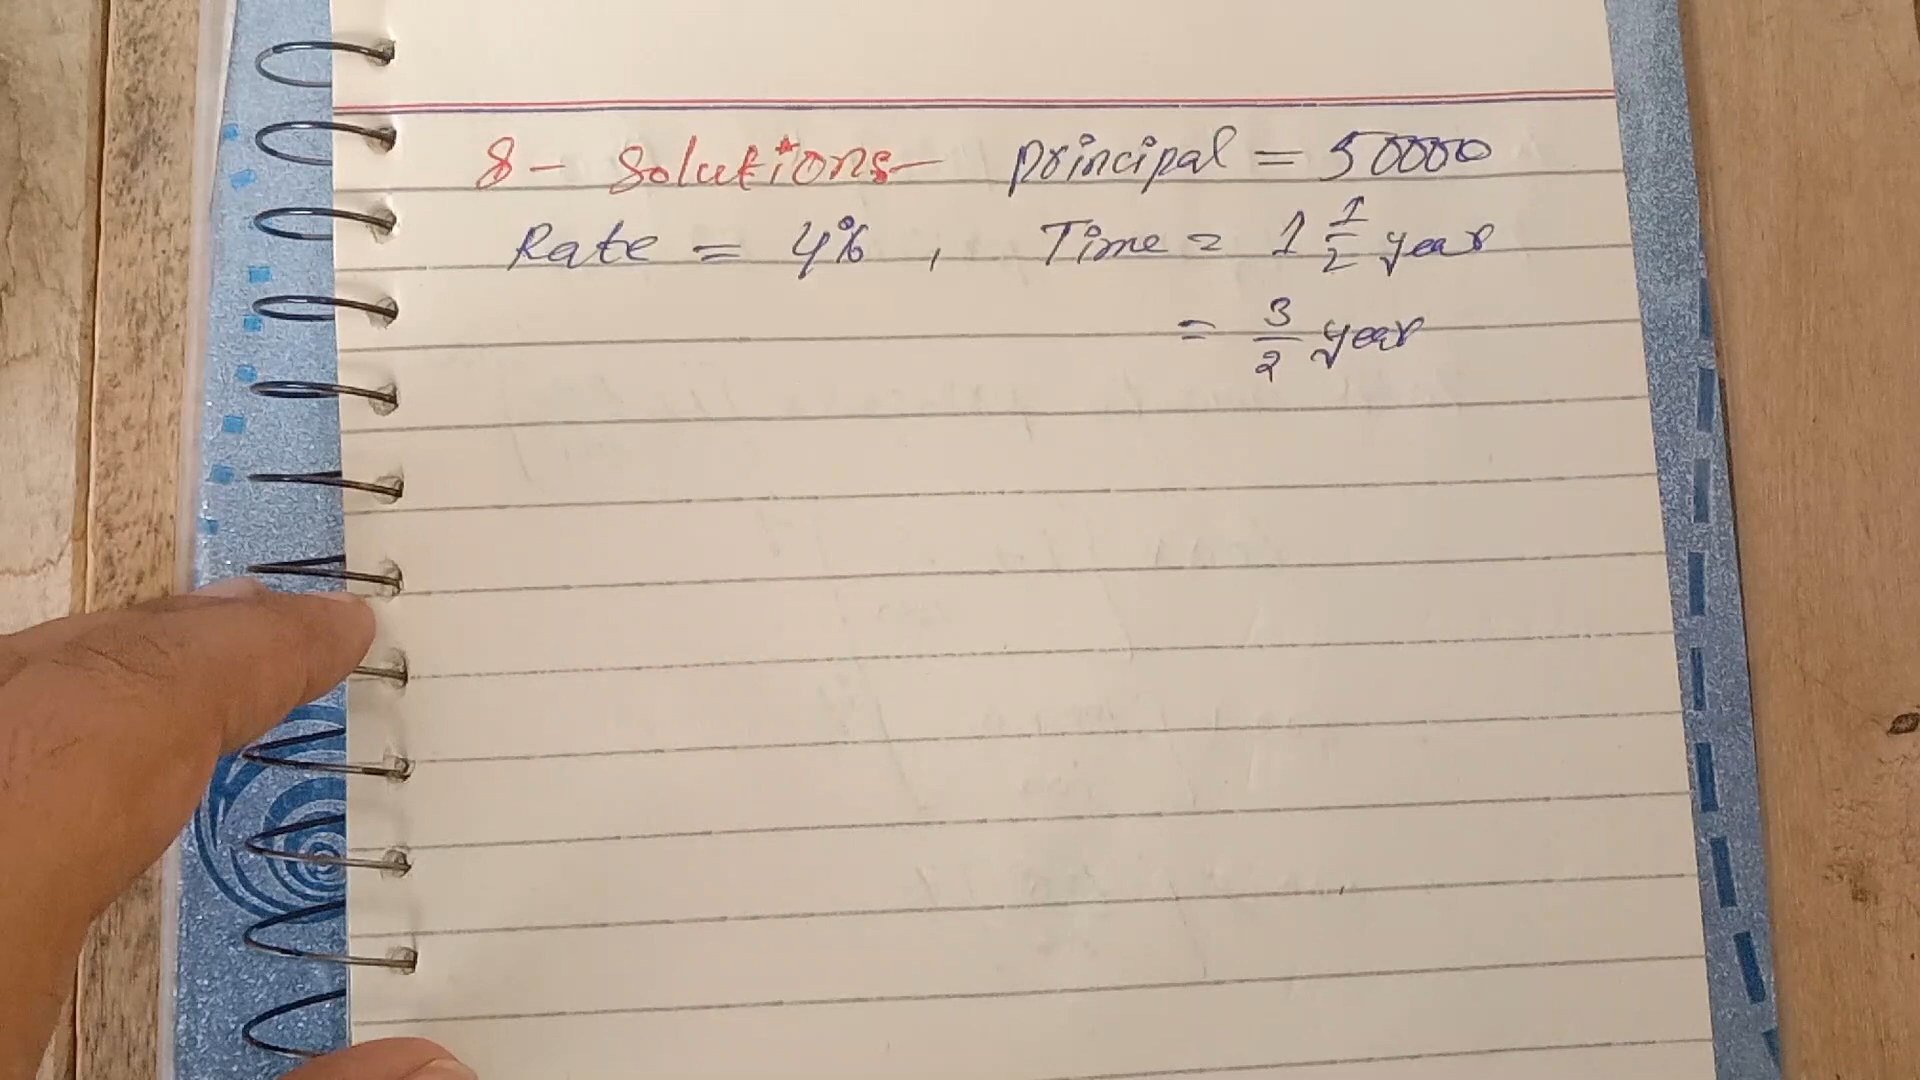 8- Solutions- Principal = 50000
Rate = 4%, Time = 1 1/2 year
= 3/2 year